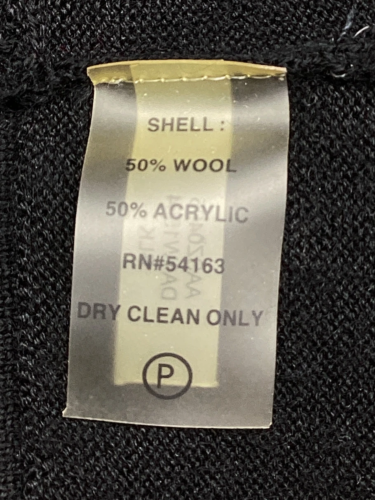 SHELL :
50% WOOL
50% ACRYLIC
RN#54163
DRY CLEAN ONLY
P